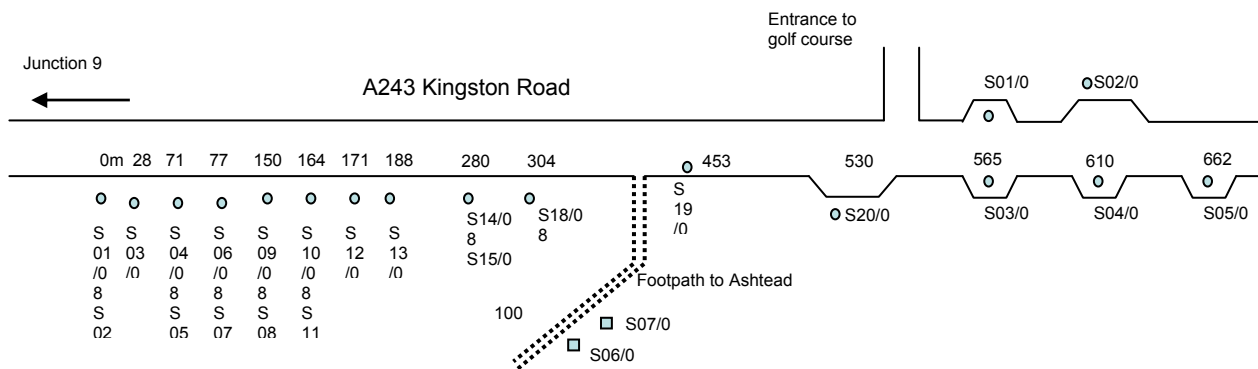 Entrance to
golf course
Junction 9
A243 Kingston Road
S01/0
S02/0
0m 28 71 77 150 164 171 188 280 304 453 530 565 610 662
S
01
/0
8
S
02
S
03
/0
S
04
/0
8
S
05
S
06
/0
8
S
07
S
09
/0
8
S
08
S
10
/0
8
S
11
S
12
/0
S
13
/0
S14/0
8
S15/0
S18/0
8
S
19
/0
S20/0
S03/0
S04/0
S05/0
Footpath to Ashtead
100
S07/0
S06/0